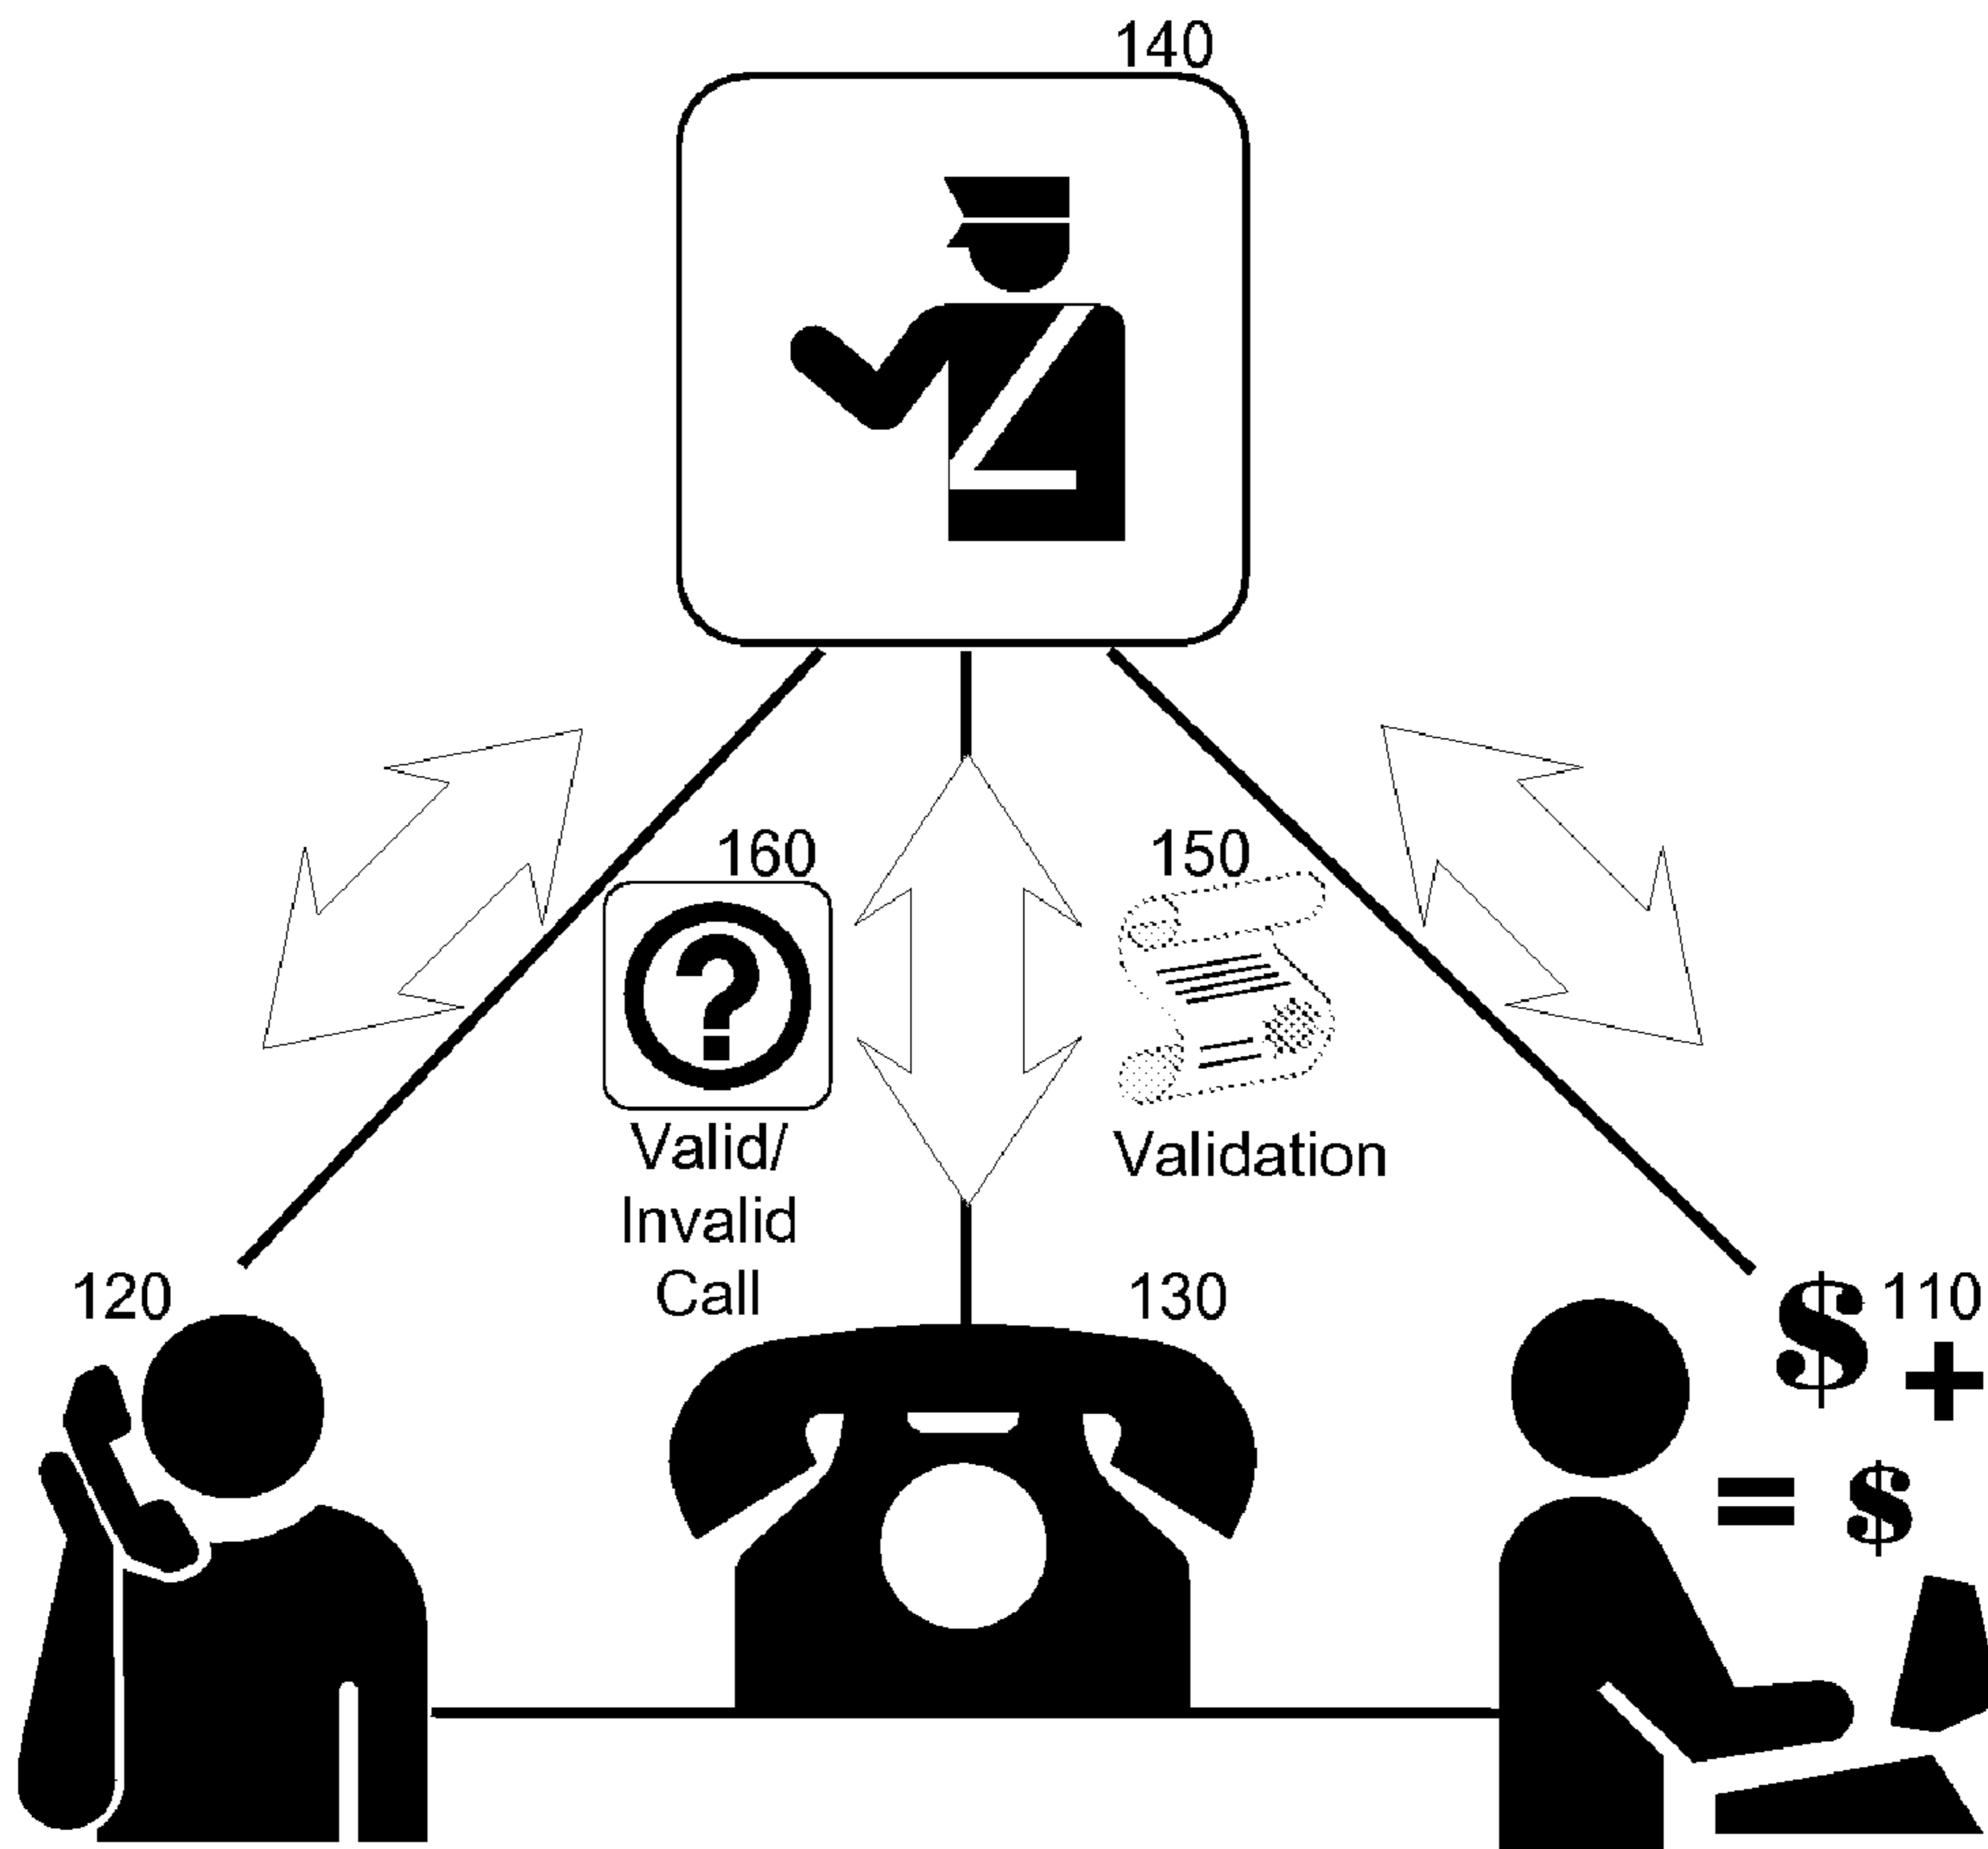 140
160
150
?
Valid/
Invalid
Call
Validation
120
130
$ 110
+
= $